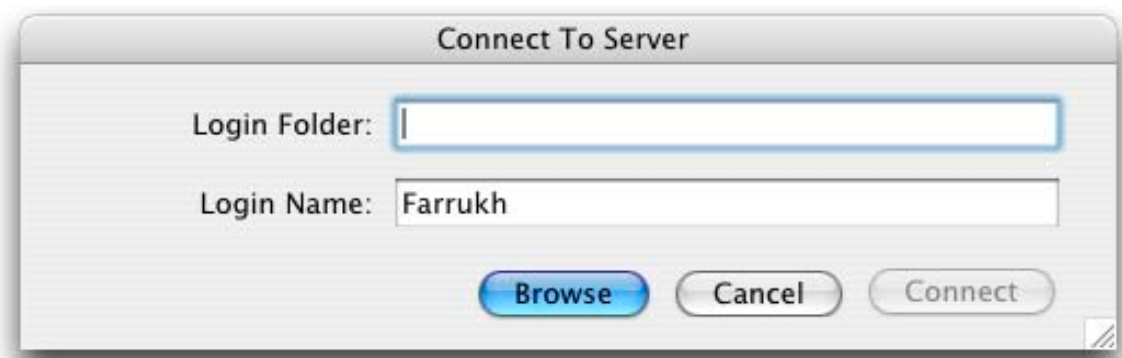 Connect To Server
Login Folder:
Login Name: Farrukh
Browse Cancel Connect